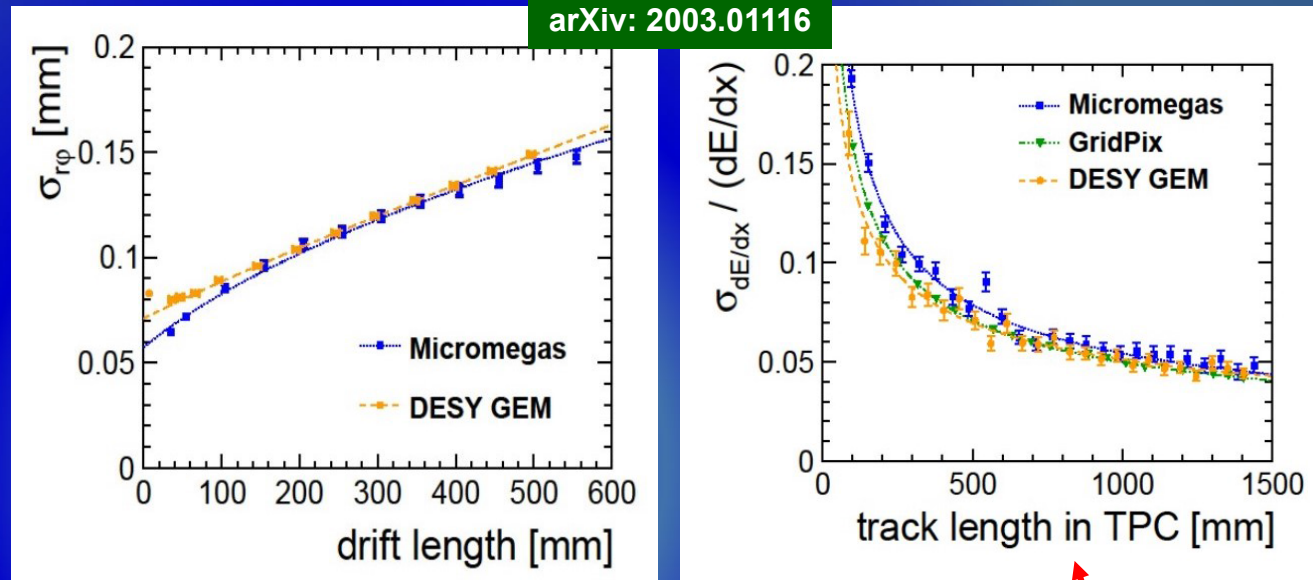 arXiv: 2003.01116
σrφ [mm]
0.2
0.15
0.1
0.05
0
0 100 200 300 400 500 600
drift length [mm]
Micromegas
DESY GEM
σdE/dx / (dE/dx)
0.2
0.15
0.1
0.05
0
0 500 1000 1500
track length in TPC [mm]
Micromegas
GridPix
DESY GEM